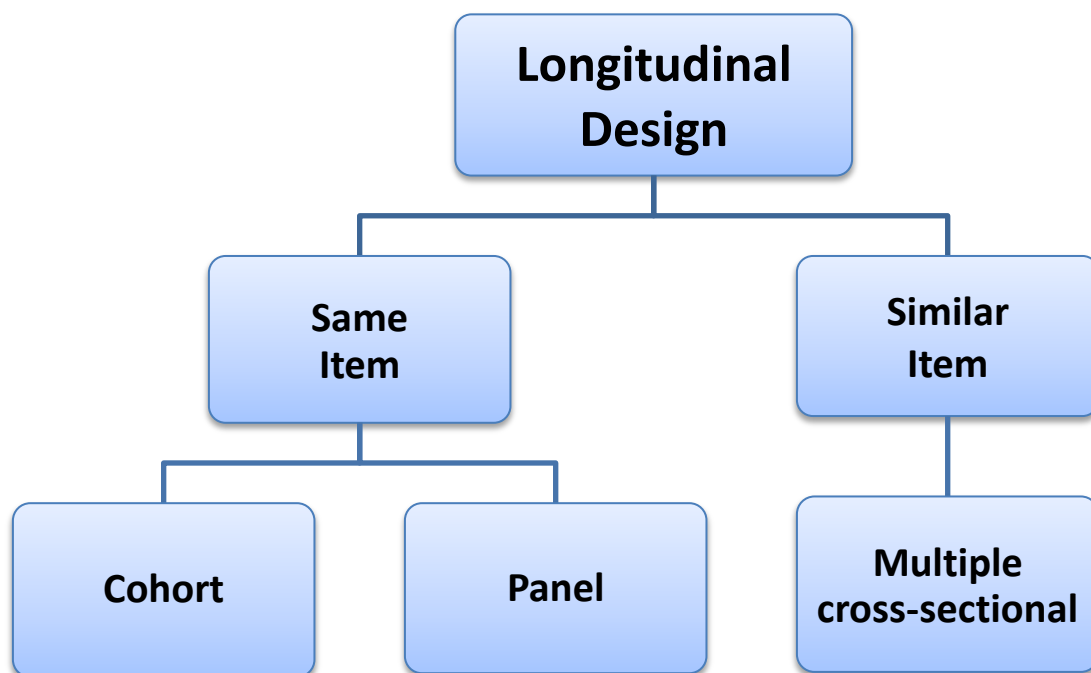 Longitudinal
Design
Same
Item
Similar
Item
Cohort
Panel
Multiple
cross-sectional